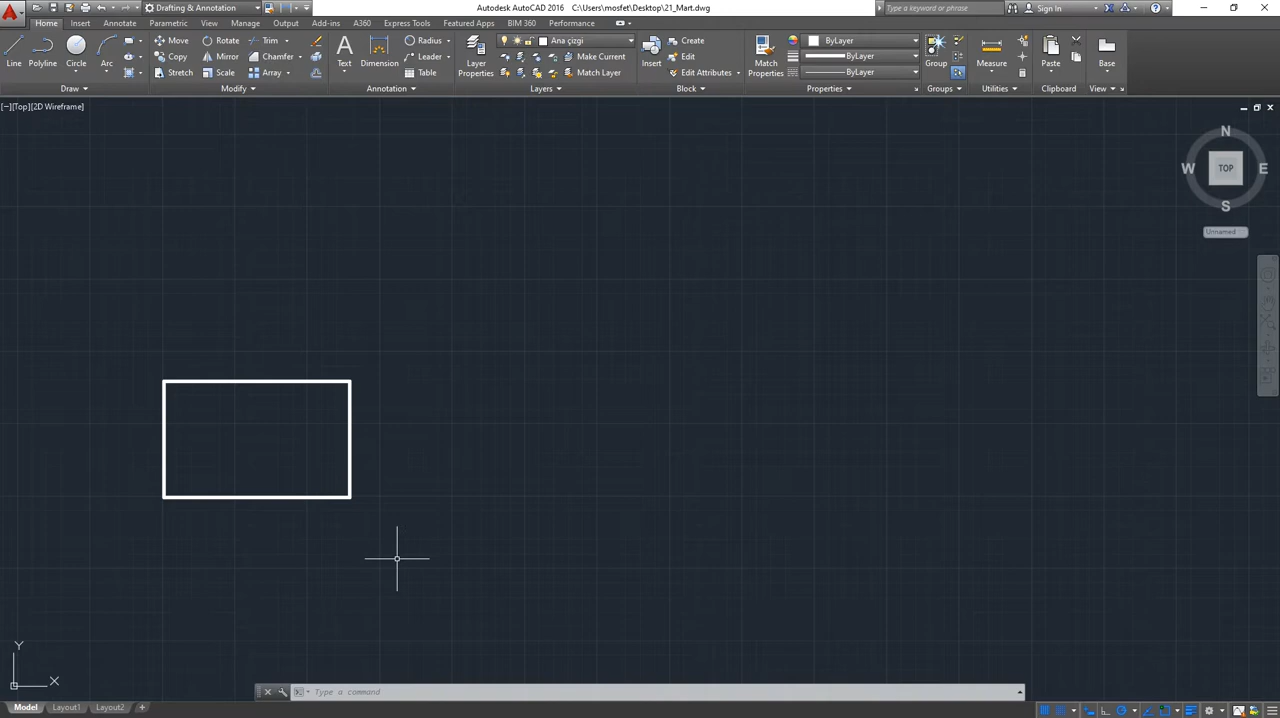 Drafting & Annotation
Autodesk AutoCAD 2016 C:\Users\mosfet\Desktop\21_Mart.dwg
Type a keyword or phrase
Sign In
Home Insert Annotate Parametric View Manage Output Add-ins A360 Express Tools Featured Apps BIM 360 Performance
Line
Polyline
Circle
Arc
Draw
Move
Copy
Stretch
Rotate
Mirror
Scale
Trim
Chamfer
Array
Modify
Text
Dimension
Radius
Leader
Table
Annotation
Layer
Properties
Ana çizgi
Make Current
Match Layer
Layers
Insert
Create
Edit
Edit Attributes
Block
Match
Properties
ByLayer
ByLayer
ByLayer
Properties
Group
Groups
Measure
Utilities
Paste
Clipboard
Base
View
[−][Top][2D Wireframe]
N
W TOP E
S
Unnamed
Y
X
Type a command
Model Layout1 Layout2 +